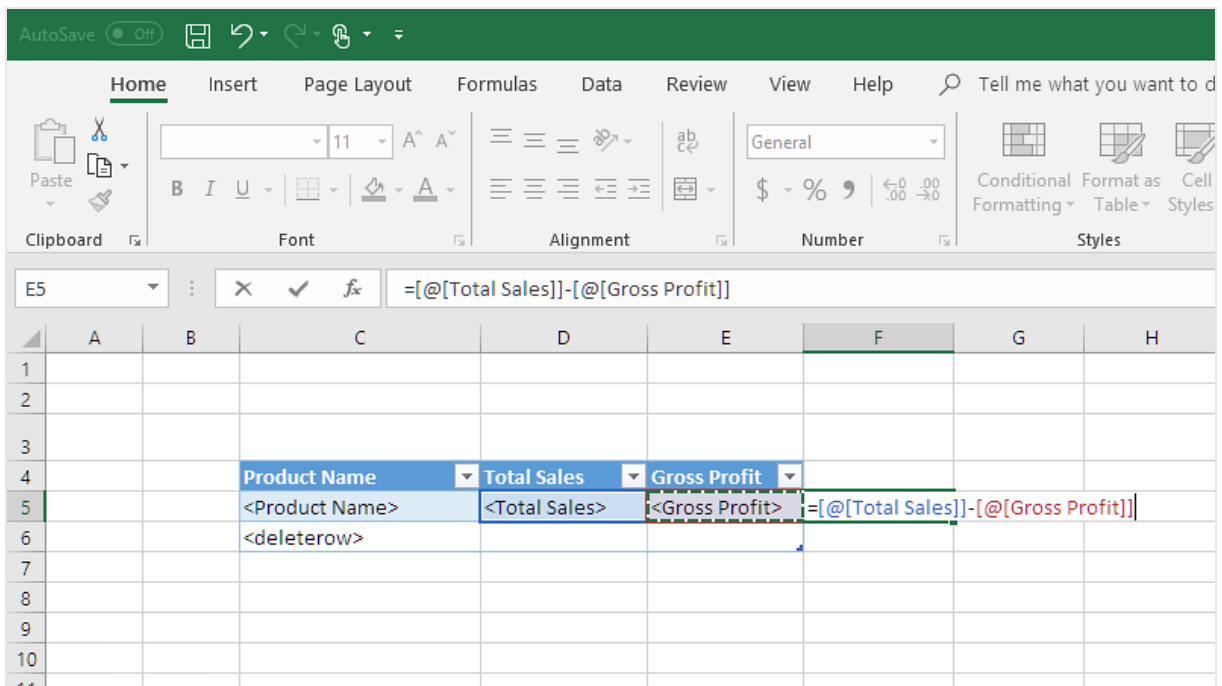 AutoSave Off
Home Insert Page Layout Formulas Data Review View Help Tell me what you want to d
Paste
11
ab
General
B I U A
$ % 9
Conditional Formatting
Format as Table
Cell Styles
Clipboard Font Alignment Number Styles
E5 fx =[@[Total Sales]]-[@[Gross Profit]]
A B C D E F G H
1
2
3
4 Product Name Total Sales Gross Profit
5 <Product Name> <Total Sales> <Gross Profit> =[@[Total Sales]]-[@[Gross Profit]]
6 <deleterow>
7
8
9
10